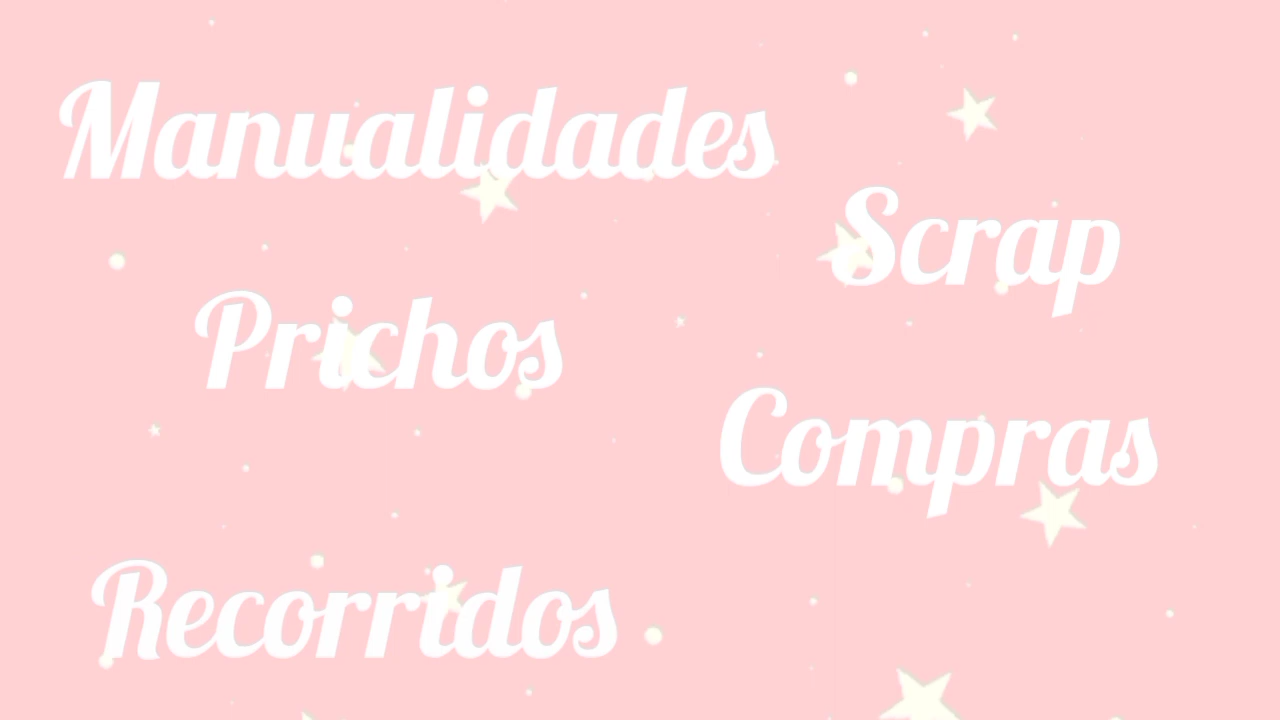 Manualidades
Scrap
Prichos
Compras
Recorridos